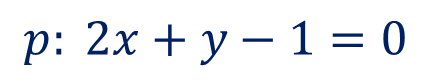 p: 2x + y − 1 = 0